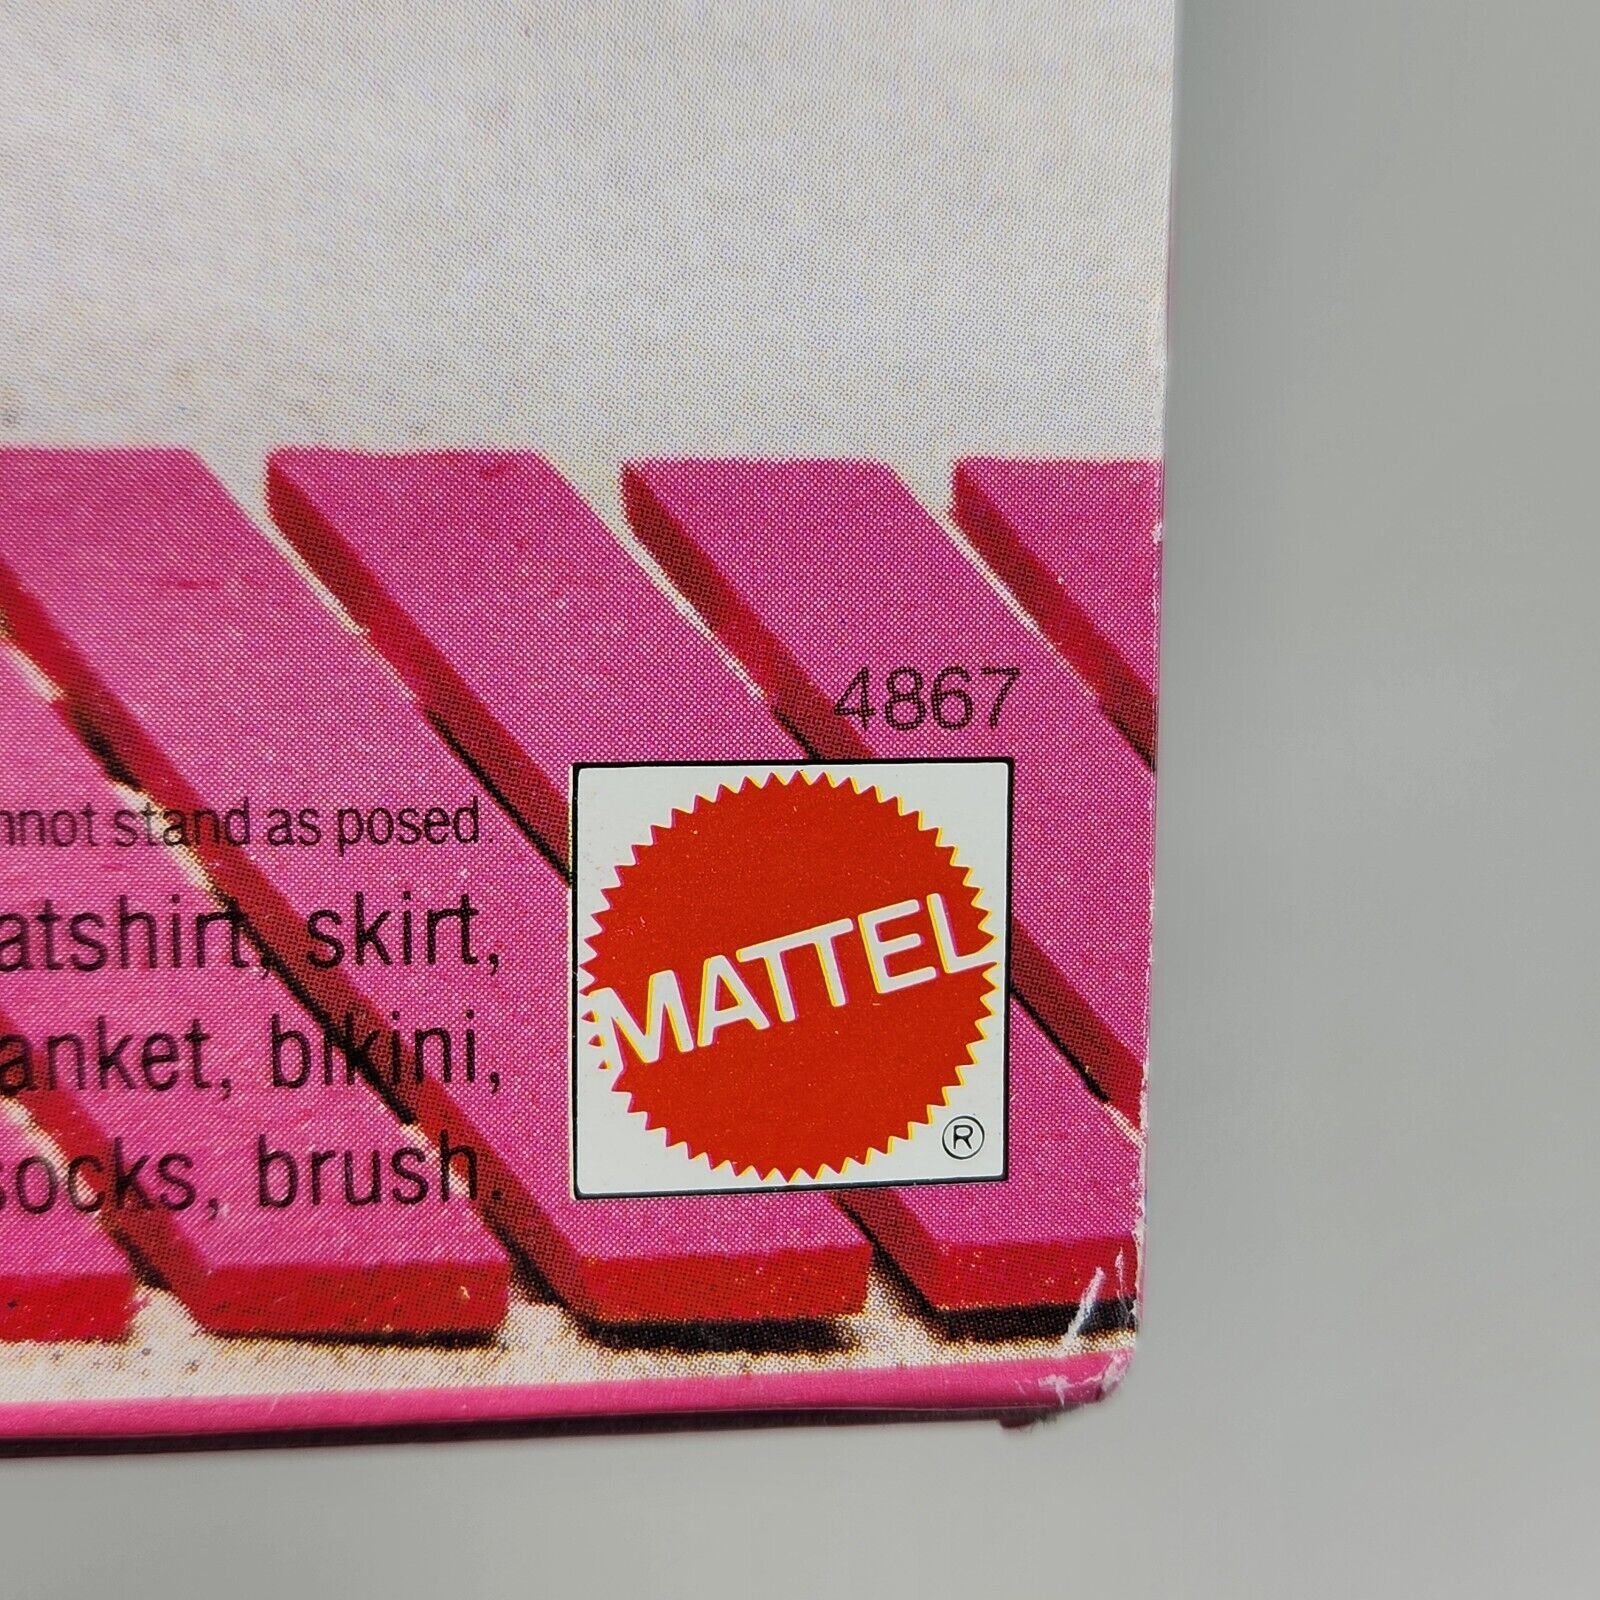 4867
nnot stand as posed.
atshirt, skirt,
anket, bikini,
socks, brush.
MATTEL
®